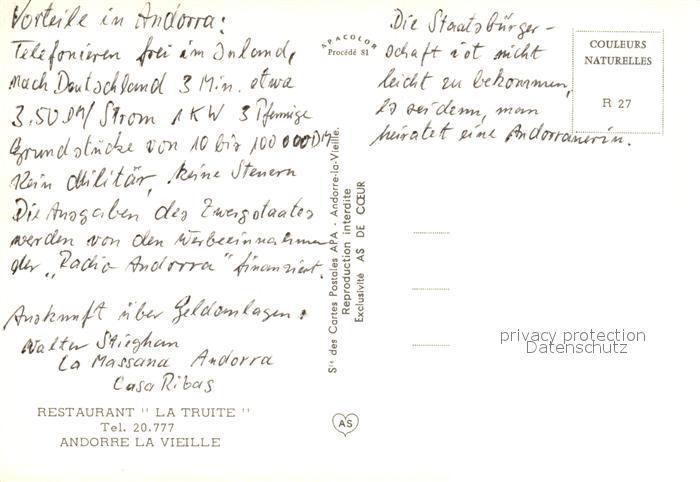 Vorteile in Andorra:
Telefonieren frei im Inland,
nach Deutschland 3 Min. etwa
3.50 DM/ Strom 1 KW 3 Pfennige
Grundstücke von 10 bis 100 000 DM
Kein Militär, keine Steuern
Die Ausgaben des Zwergstaates
werden von den Werbeeinnahmen
der „Radio Andorra" finanziert.
Auskunft über Geldanlagen:
Walter
La Massana Andorra
Casa Ribas
RESTAURANT " LA TRUITE "
Tel. 20.777
ANDORRE LA VIEILLE
APACOLOR
Procédé 81
Sté des Cartes Postales APA - Andorre-la-Vieille.
Reproduction interdite
Exclusivité AS DE CŒUR
AS
Die Staatsbürger-
schaft ist nicht
leicht zu bekommen,
Es sei denn, man
heiratet eine Andorranerin.
COULEURS
NATURELLES
R 27
privacy protection
Datenschutz